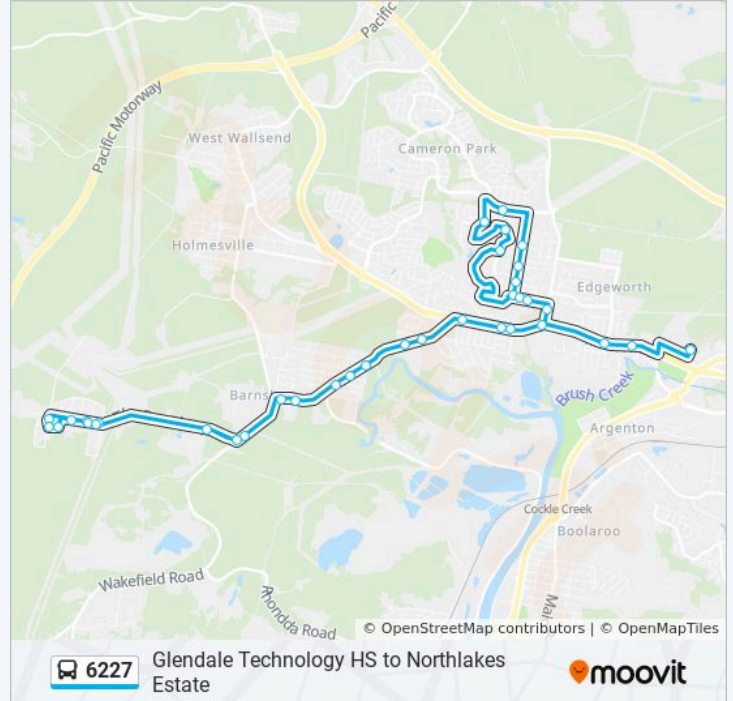 Pacific
Pacific Motorway
West Wallsend
Cameron Park
Holmesville
Edgeworth
Brush Creek
Argenton
Cockle Creek
Boolaroo
Wakefield Road
Rhondda Road
© OpenStreetMap contributors | © OpenMapTiles
6227
Glendale Technology HS to Northlakes
Estate
moovit